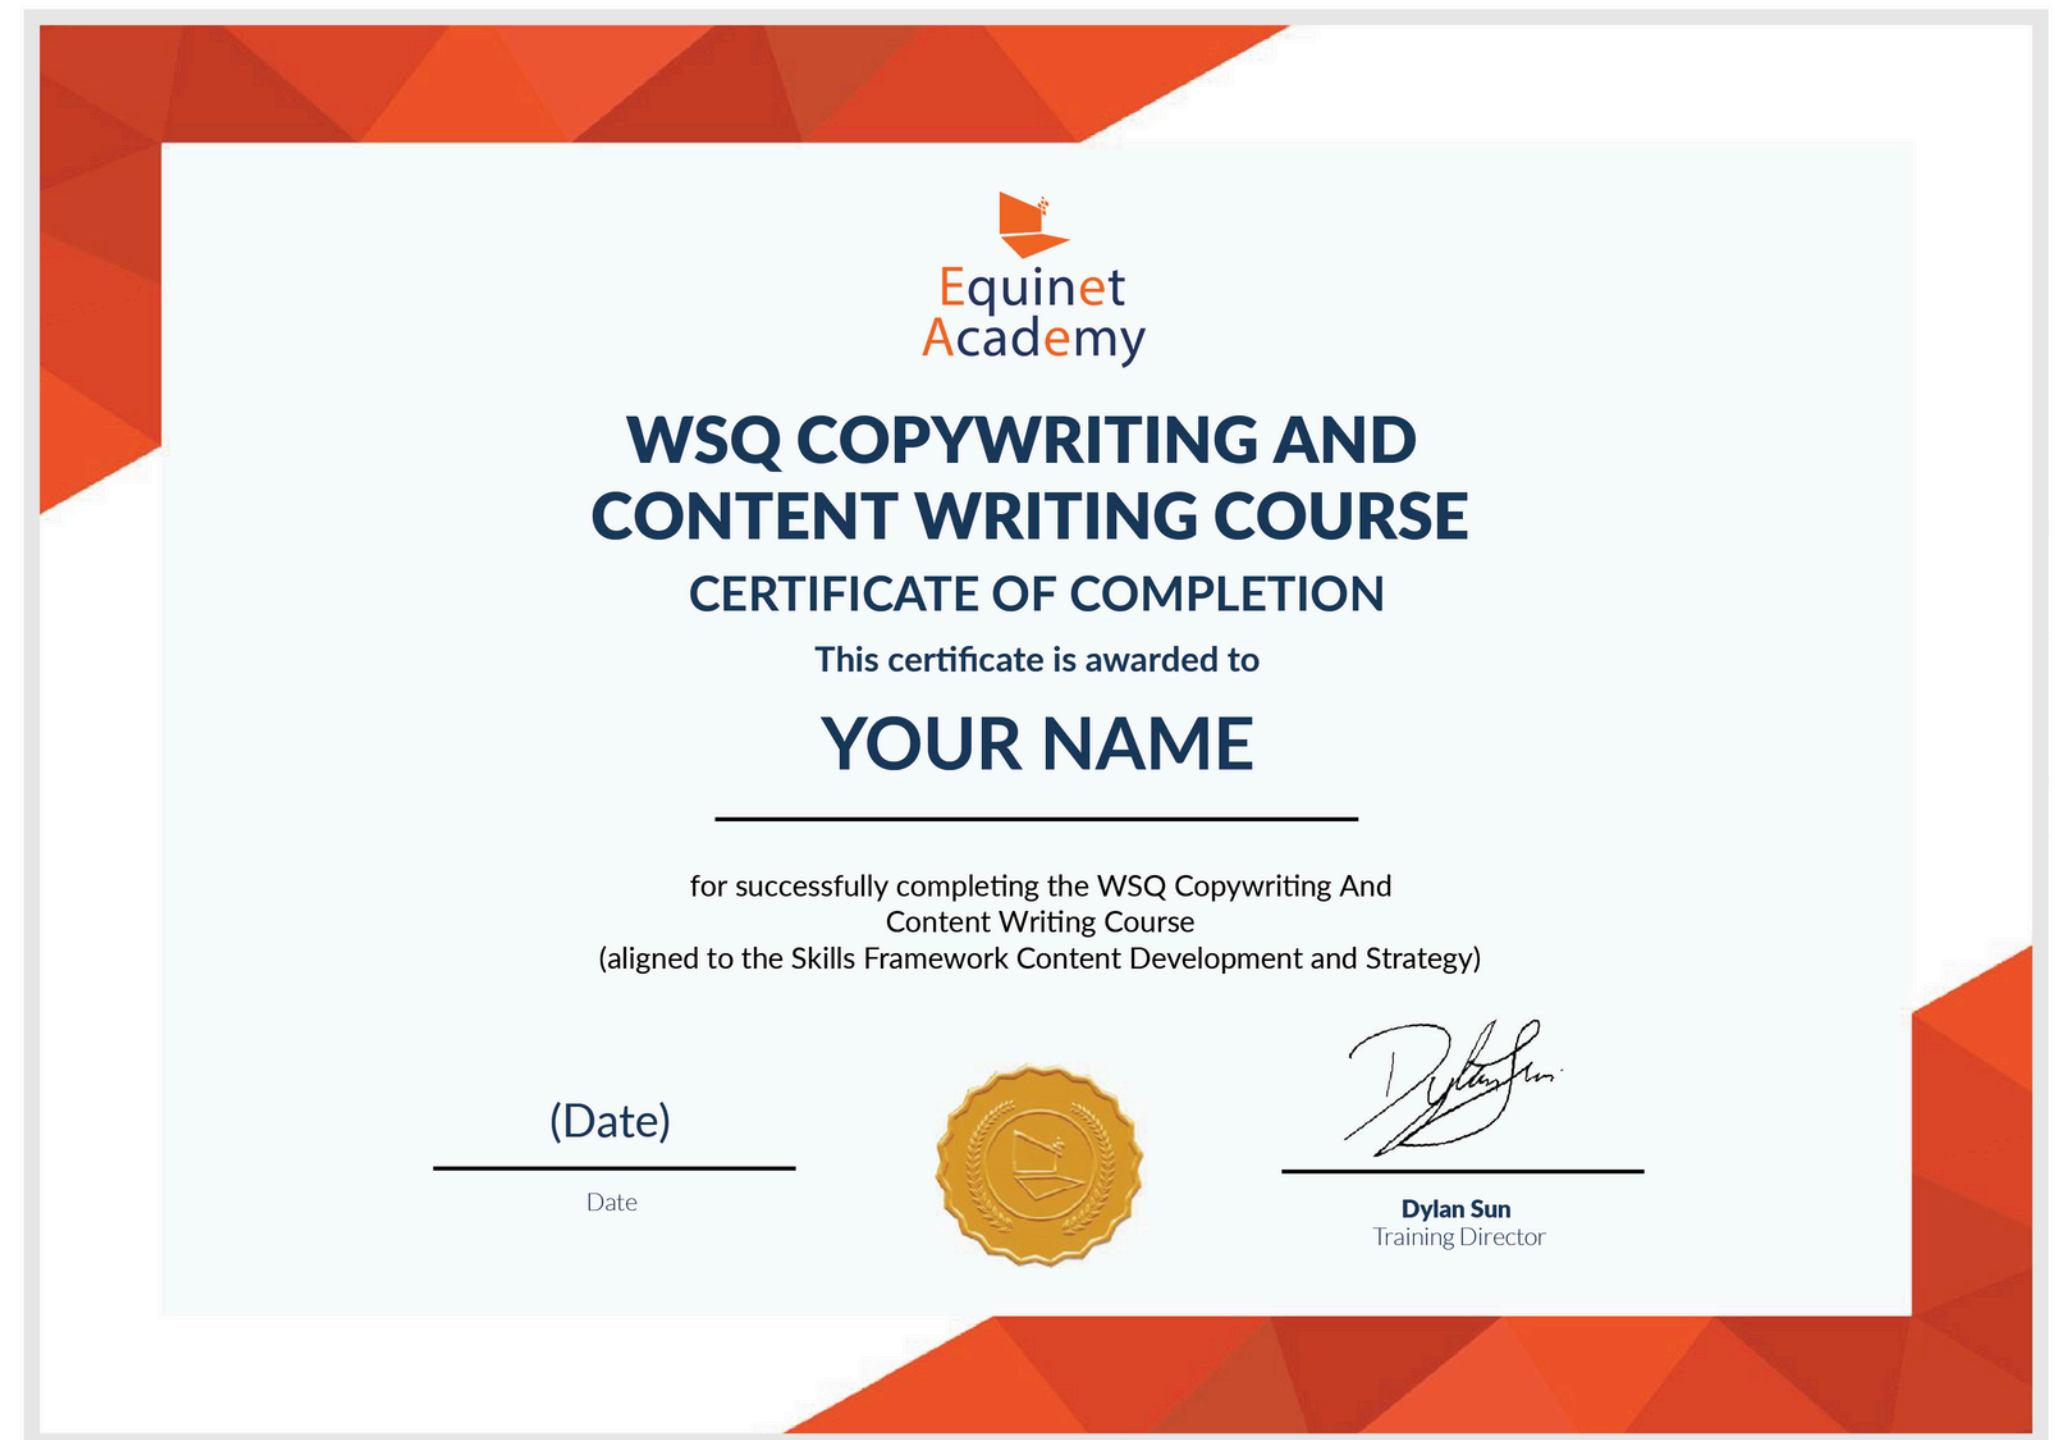 Equinet
Academy
WSQ COPYWRITING AND
CONTENT WRITING COURSE
CERTIFICATE OF COMPLETION
This certificate is awarded to
YOUR NAME
for successfully completing the WSQ Copywriting And
Content Writing Course
(aligned to the Skills Framework Content Development and Strategy)
(Date)
Date
Dylan Sun
Dylan Sun
Training Director